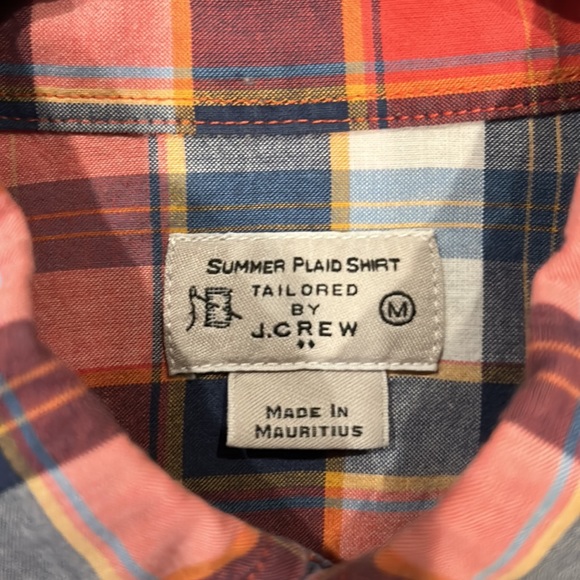 SUMMER PLAID SHIRT
TAILORED
BY
M
J.CREW
MADE IN
MAURITIUS